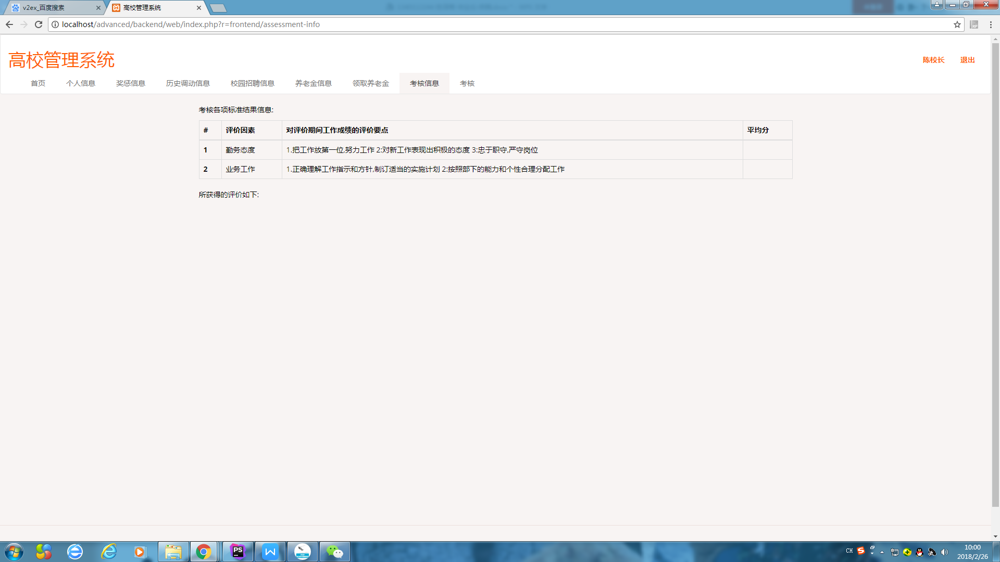 v2ex_百度搜索
高校管理系统
localhost/advanced/backend/web/index.php?r=frontend/assessment-info
高校管理系统
陈校长 退出
首页 个人信息 奖惩信息 历史调动信息 校园招聘信息 养老金信息 领取养老金 考核信息 考核
考核各项标准结果信息:
# 评价因素 对评价期间工作成绩的评价要点 平均分
1 勤务态度 1.把工作放第一位,努力工作 2:对新工作表现出积极的态度 3:忠于职守,严守岗位
2 业务工作 1.正确理解工作指示和方针,制订适当的实施计划 2:按照部下的能力和个性合理分配工作
所获得的评价如下:
PS
CH
10:00
2018/2/26